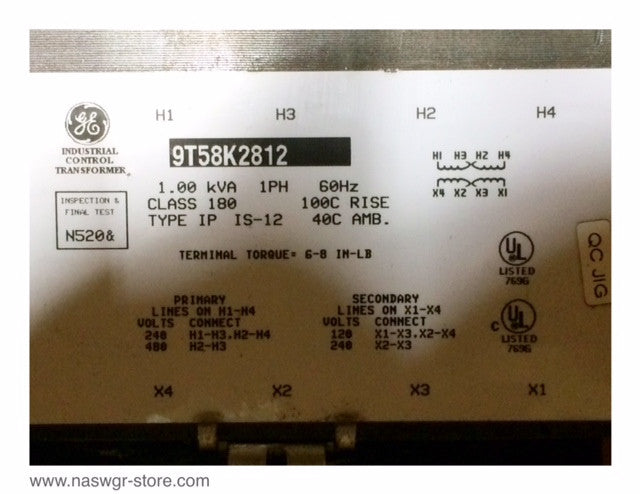 H1 H3 H2 H4
GE
INDUSTRIAL
CONTROL
TRANSFORMER
9T58K2812
H1 H3 H2 H4
X4 X2 X3 X1
1.00 kVA 1PH 60Hz
CLASS 180 100C RISE
TYPE IP IS-12 40C AMB.
INSPECTION &
FINAL TEST
N520&
TERMINAL TORQUE= 6-8 IN-LB
UL
LISTED
769G
QC JIG
PRIMARY
LINES ON H1-H4
VOLTS CONNECT
240 H1-H3.H2-H4
480 H2-H3
SECONDARY
LINES ON X1-X4
VOLTS CONNECT
120 X1-X3.X2-X4
240 X2-X3
C UL
LISTED
769G
X4 X2 X3 X1
www.naswgr-store.com